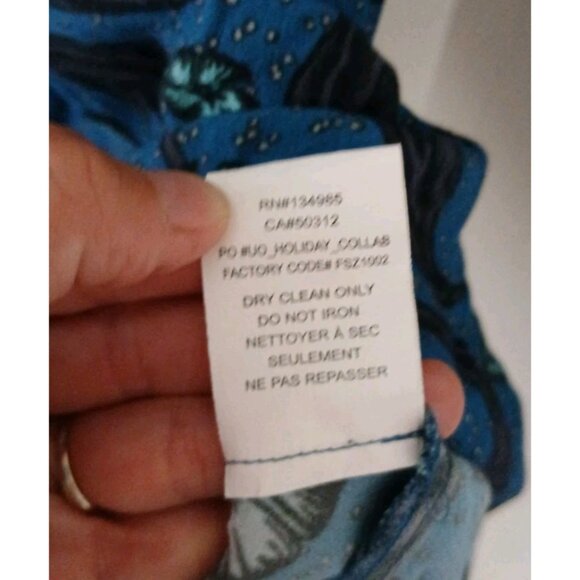 RN#134985
CA#50312
PO #UO_HOLIDAY_COLLAB
FACTORY CODE# FSZ1002
DRY CLEAN ONLY
DO NOT IRON
NETTOYER À SEC
SEULEMENT
NE PAS REPASSER